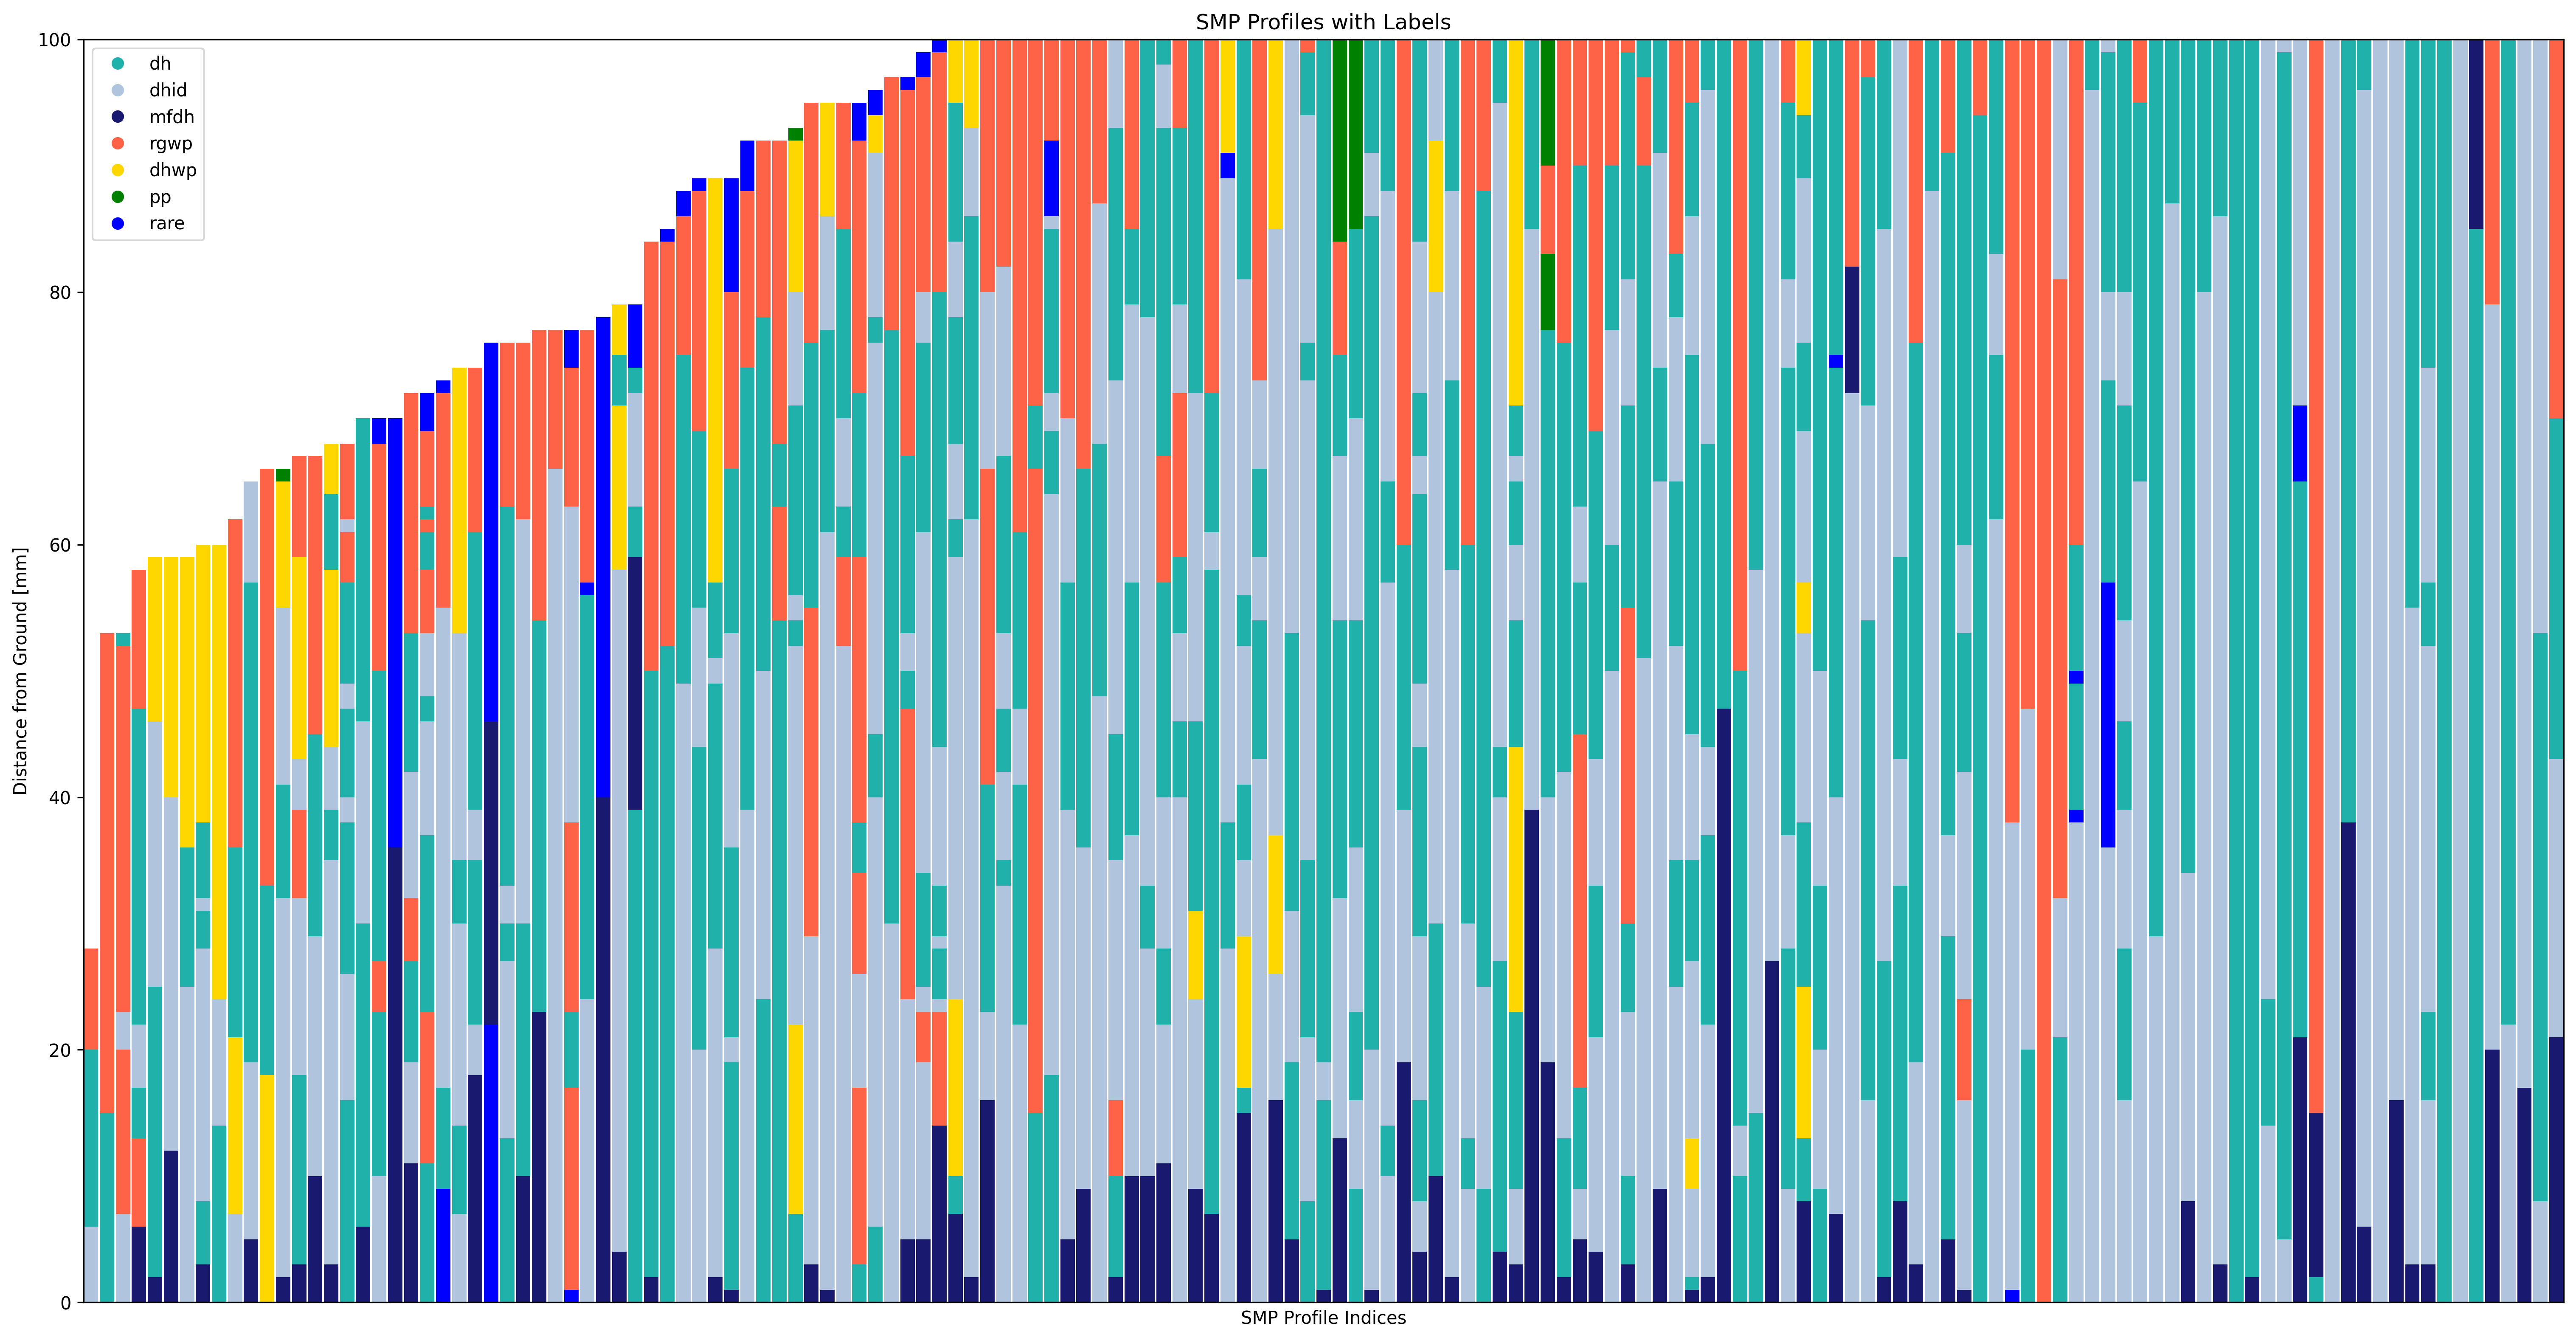 SMP Profiles with Labels
100
80
60
40
20
0
Distance from Ground [mm]
dh
dhid
mfdh
rgwp
dhwp
pp
rare
SMP Profile Indices